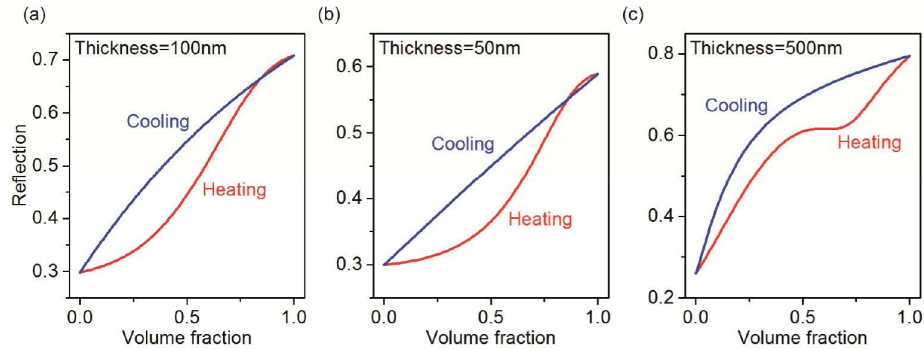 (a)
Thickness=100nm
0.7
0.6
0.5
0.4
0.3
Reflection
Cooling
Heating
0.0
0.5
1.0
Volume fraction
(b)
Thickness=50nm
0.6
0.5
0.4
0.3
Cooling
Heating
0.0
0.5
1.0
Volume fraction
(c)
Thickness=500nm
0.8
0.6
0.4
0.2
Cooling
Heating
0.0
0.5
1.0
Volume fraction